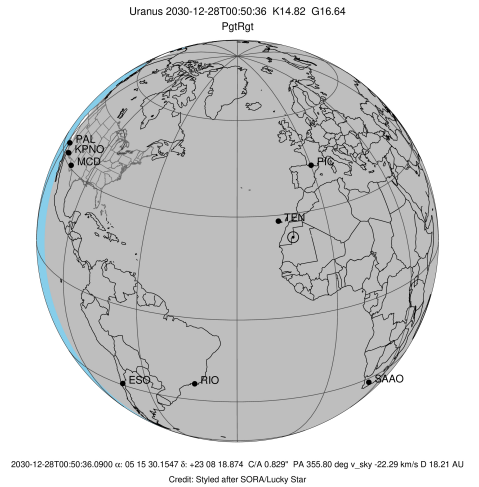 Uranus 2030-12-28T00:50:36 K14.82 G16.64
PgtRgt
PAL
KPNO
MCD
PIC
TEN
ESO
RIO
SAAO
2030-12-28T00:50:36.0900 α: 05 15 30.1547 δ: +23 08 18.874 C/A 0.829" PA 355.80 deg v_sky -22.29 km/s D 18.21 AU
Credit: Styled after SORA/Lucky Star